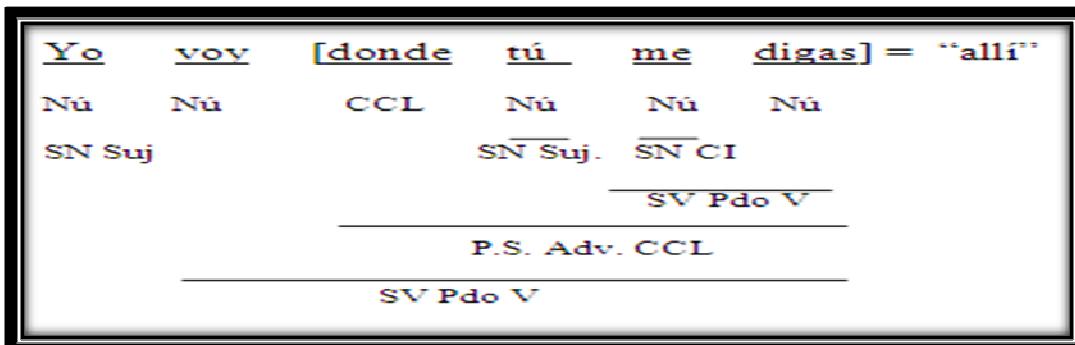 Yo voy [donde tú me digas] = "allí"
Nú Nú CCL Nú Nú Nú
SN Suj SN Suj. SN CI
SV Pdo V
P.S. Adv. CCL
SV Pdo V